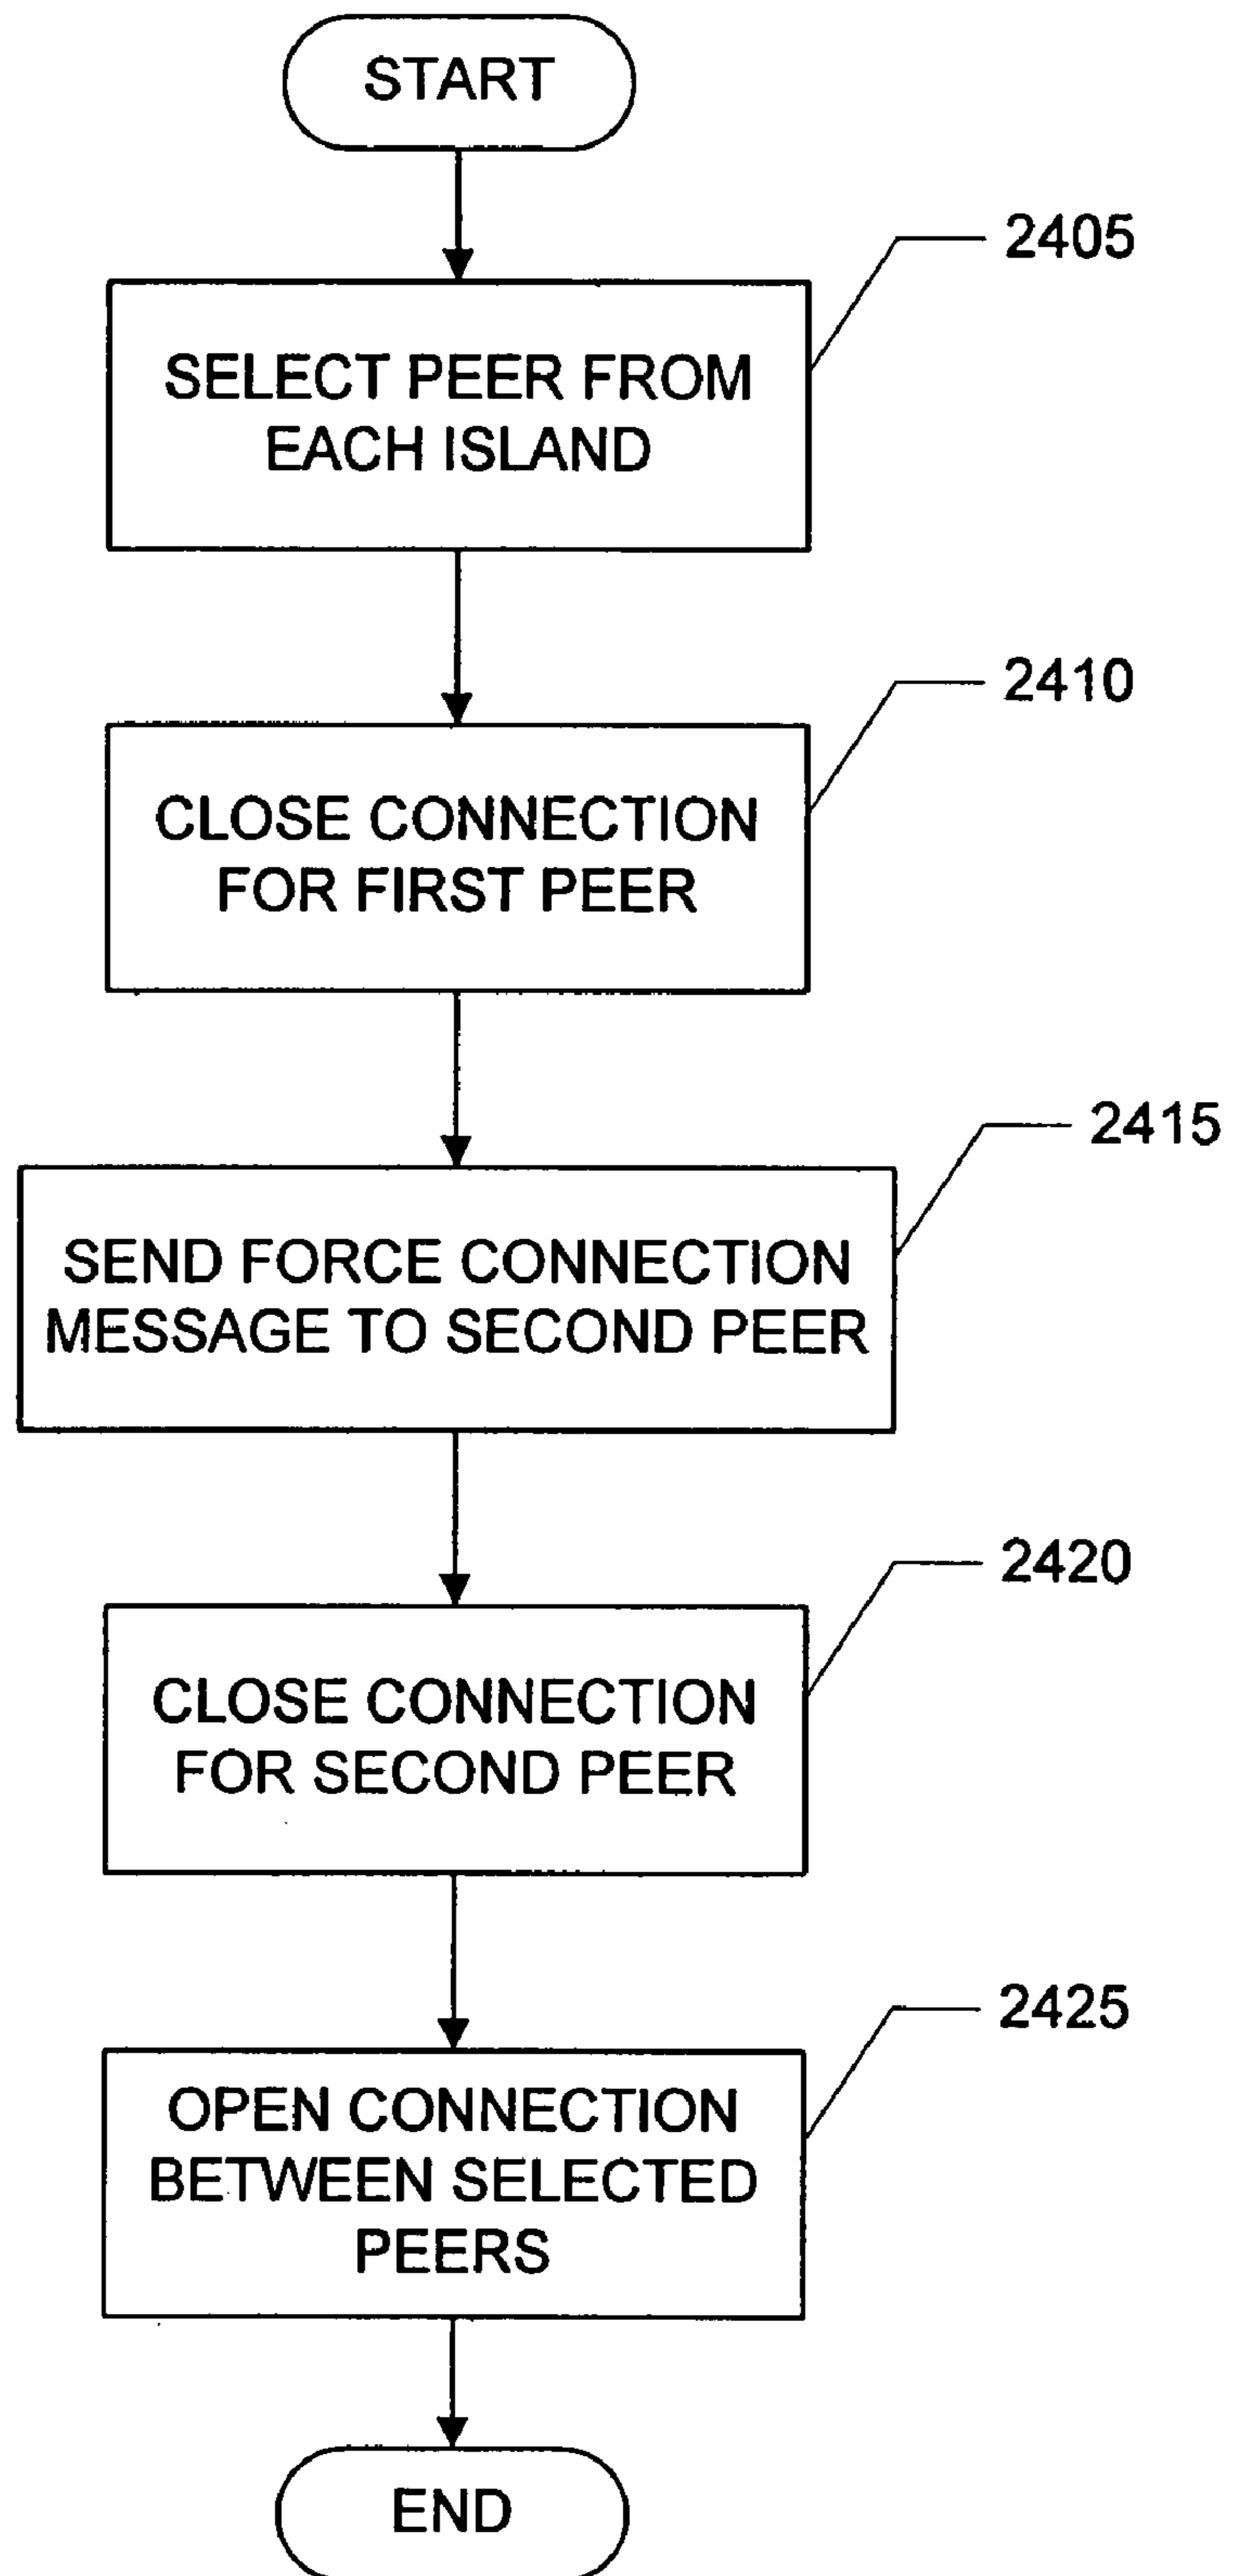 START
2405
SELECT PEER FROM
EACH ISLAND
2410
CLOSE CONNECTION
FOR FIRST PEER
2415
SEND FORCE CONNECTION
MESSAGE TO SECOND PEER
2420
CLOSE CONNECTION
FOR SECOND PEER
2425
OPEN CONNECTION
BETWEEN SELECTED
PEERS
END